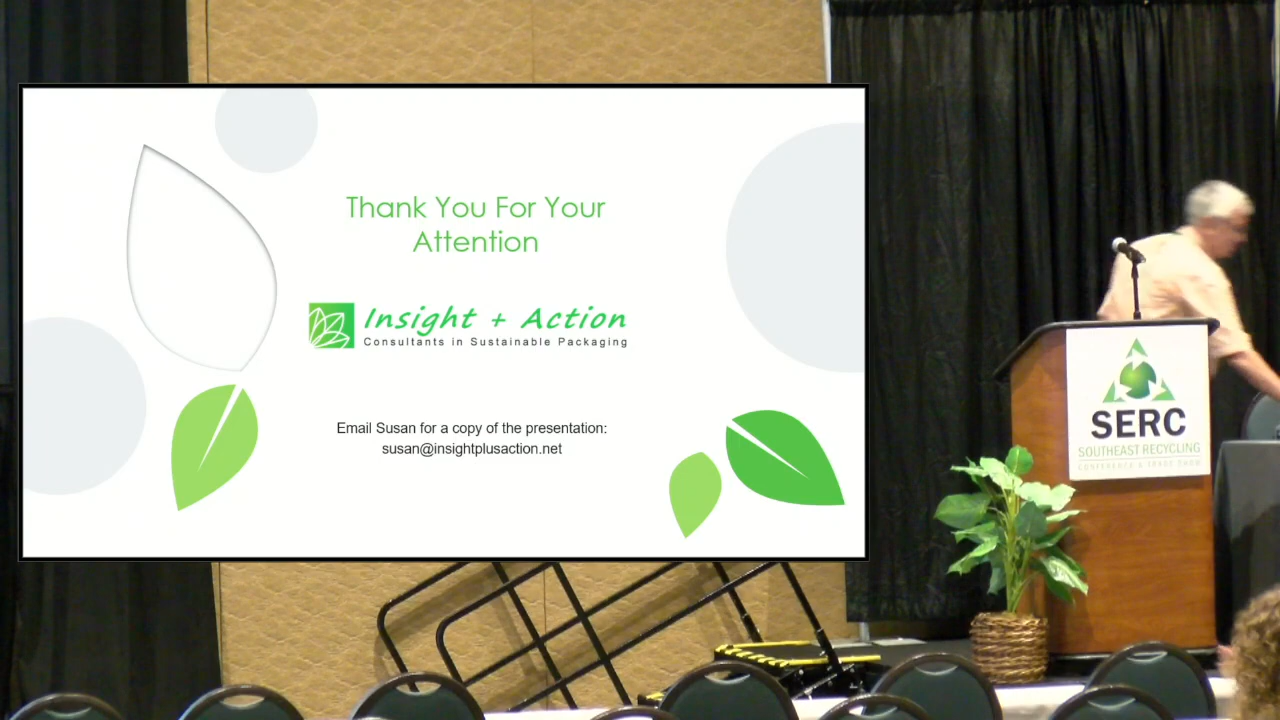 Thank You For Your
Attention
Insight + Action
Consultants in Sustainable Packaging
Email Susan for a copy of the presentation:
susan@insightplusaction.net
SERC
SOUTHEAST RECYCLING
CONFERENCE & TRADE SHOW